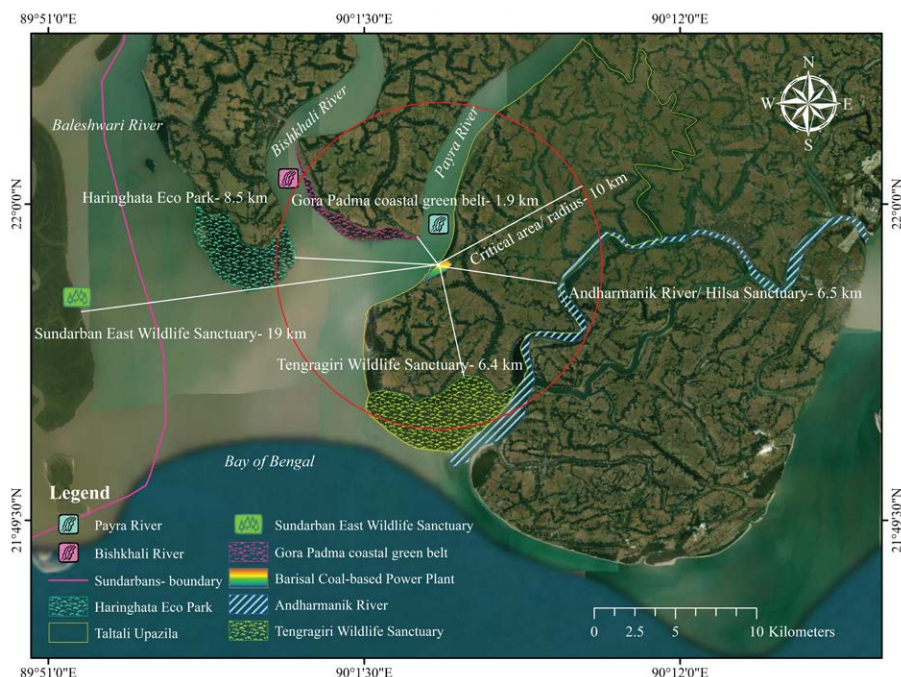 89°51'0"E 90°1'30"E 90°12'0"E
N
W E
S
Baleshwari River
Bishkhali River
Payra River
22°0'0"N 22°0'0"N
Haringhata Eco Park- 8.5 km
Gora Padma coastal green belt- 1.9 km
Critical area/ radius- 10 km
Andharmanik River/ Hilsa Sanctuary- 6.5 km
Sundarban East Wildlife Sanctuary- 19 km
Tengragiri Wildlife Sanctuary- 6.4 km
Bay of Bengal
21°49'30"N 21°49'30"N
Legend
Payra River
Bishkhali River
Sundarbans- boundary
Haringhata Eco Park
Taltali Upazila
Sundarban East Wildlife Sanctuary
Gora Padma coastal green belt
Barisal Coal-based Power Plant
Andharmanik River
Tengragiri Wildlife Sanctuary
0 2.5 5 10 Kilometers
89°51'0"E 90°1'30"E 90°12'0"E